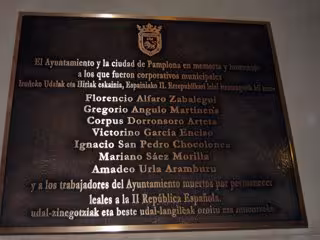 El Ayuntamiento y la ciudad de Pamplona en memoria y homenaje
a los que fueron corporativos municipales
Iruñeko Udalak eta Hiriak eskainia, Espainiako II. Errepublikari leial
Florencio Alfaro Zabalegui
Gregorio Angulo Martinena
Corpus Dorronsoro Arteta
Victorino García Enciso
Ignacio San Pedro Chocolonea
Mariano Sáez Morilla
Amadeo Urla Aramburu
y a los trabajadores del Ayuntamiento muertos por permanecer
leales a la II República Española.
udal-zinegotziak eta beste udal-langileak oroitu eta